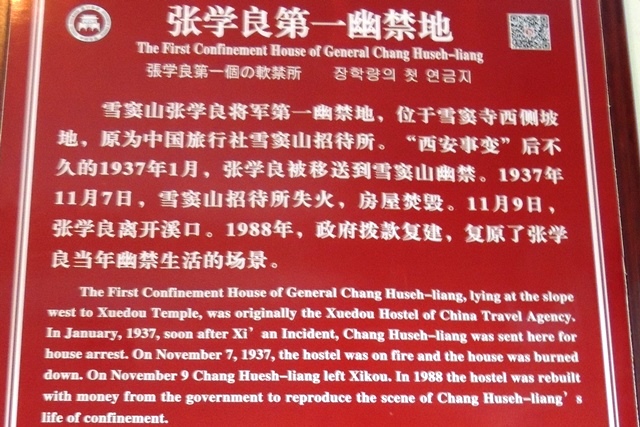 张学良第一幽禁地
The First Confinement House of General Chang Huseh-liang
張学良第一個の軟禁所 장학량의 첫 연금지
雪窦山张学良将军第一幽禁地，位于雪窦寺西侧坡
地，原为中国旅行社雪窦山招待所。“西安事变”后不
久的1937年1月，张学良被移送到雪窦山幽禁。1937年
11月7日，雪窦山招待所失火，房屋焚毁。11月9日，
张学良离开溪口。1988年，政府拨款复建，复原了张学
良当年幽禁生活的场景。
The First Confinement House of General Chang Huseh-liang, lying at the slope
west to Xuedou Temple, was originally the Xuedou Hostel of China Travel Agency.
In January, 1937, soon after Xi’an Incident, Chang Huseh-liang was sent here for
house arrest. On November 7, 1937, the hostel was on fire and the house was burned
down. On November 9 Chang Huesh-liang left Xikou. In 1988 the hostel was rebuilt
with money from the government to reproduce the scene of Chang Huseh-liang’s
life of confinement.